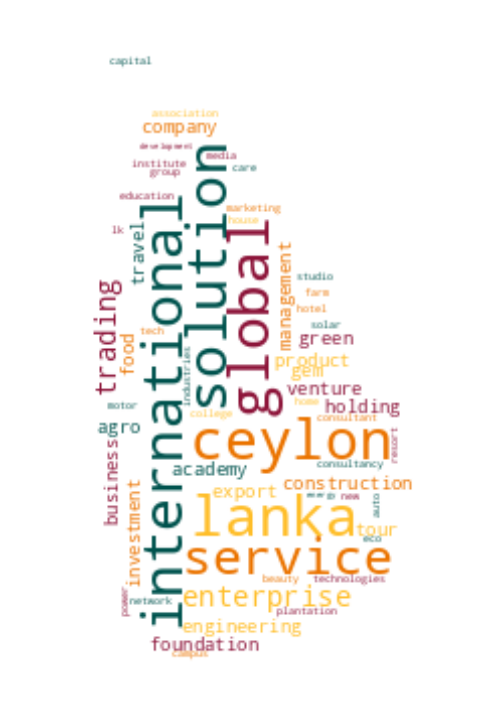 capital
association
company
development
media
institute
care
group
education
marketing
house
lk
travel
international
solution
global
management
studio
farm
hotel
solar
green
trading
tech
food
industries
product
gem
venture
home
holding
motor
college
consultant
agro
ceylon
resort
business
academy
consultancy
construction
investment
export
new
auto
lanka
tour
eco
service
beauty
technologies
power
network
enterprise
plantation
engineering
foundation
campus